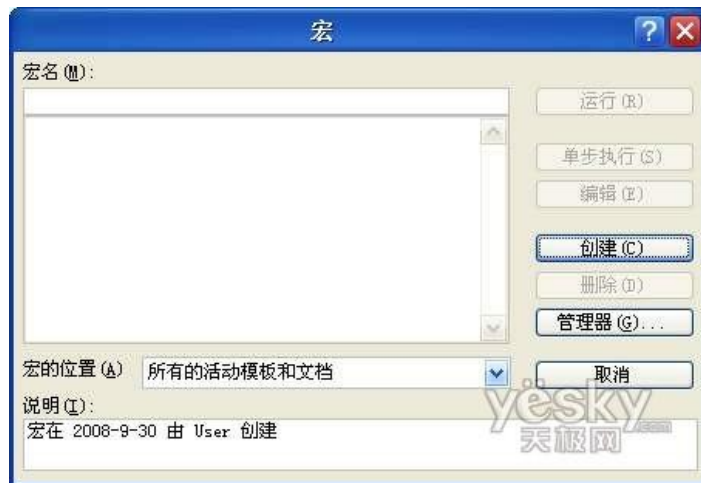 宏
宏名(M):
运行(R)
单步执行(S)
编辑(E)
创建(C)
删除(D)
管理器(G)...
宏的位置(A) 所有的活动模板和文档
取消
说明(I):
宏在 2008-9-30 由 User 创建
yësky
天极网.com